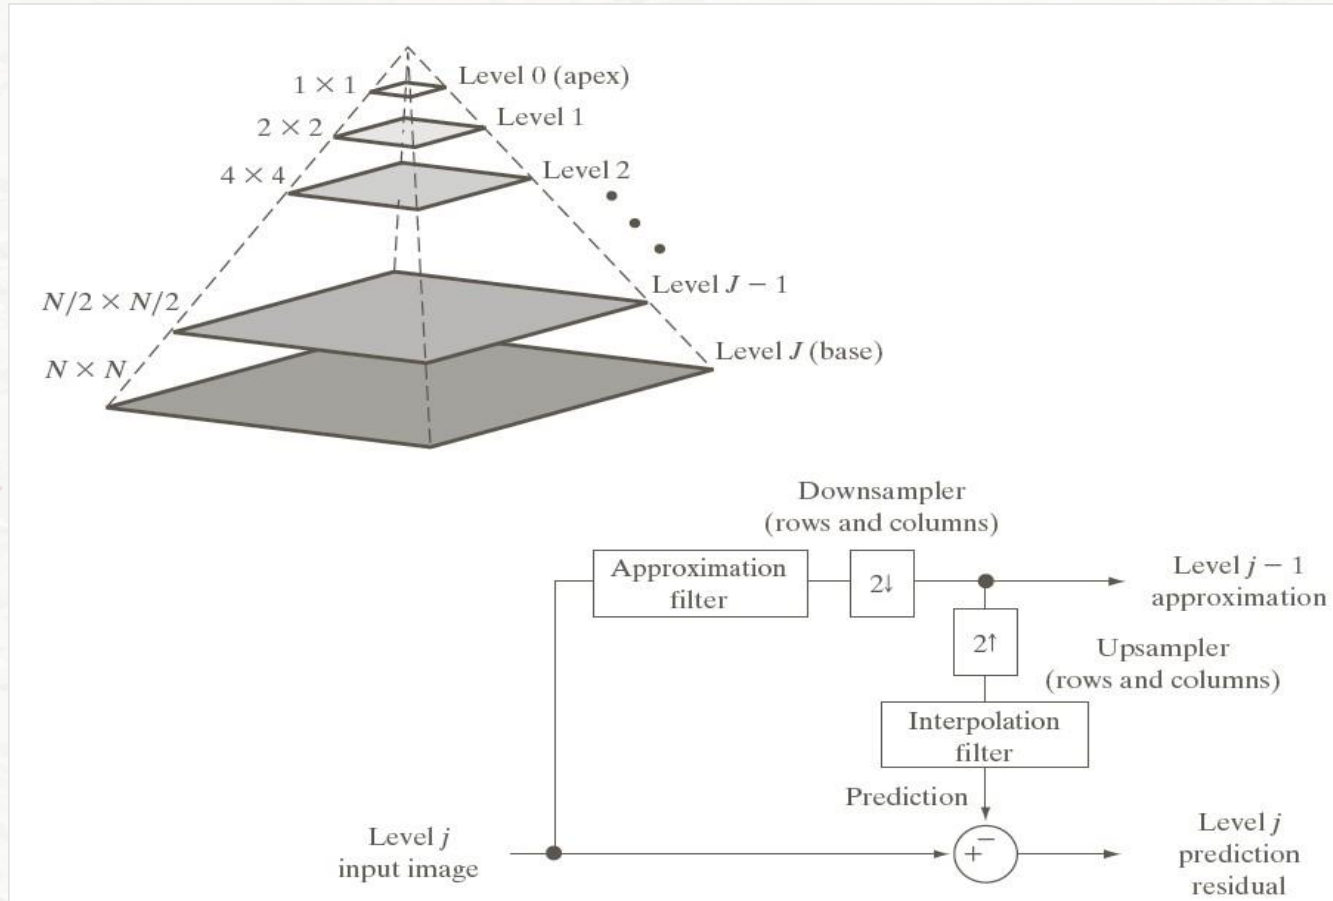 1 × 1
Level 0 (apex)
2 × 2
Level 1
4 × 4
Level 2
N/2 × N/2
Level J − 1
N × N
Level J (base)
Downsampler
(rows and columns)
Approximation
filter
2↓
Level j − 1
approximation
2↑
Upsampler
(rows and columns)
Interpolation
filter
Prediction
Level j
input image
+
−
Level j
prediction
residual